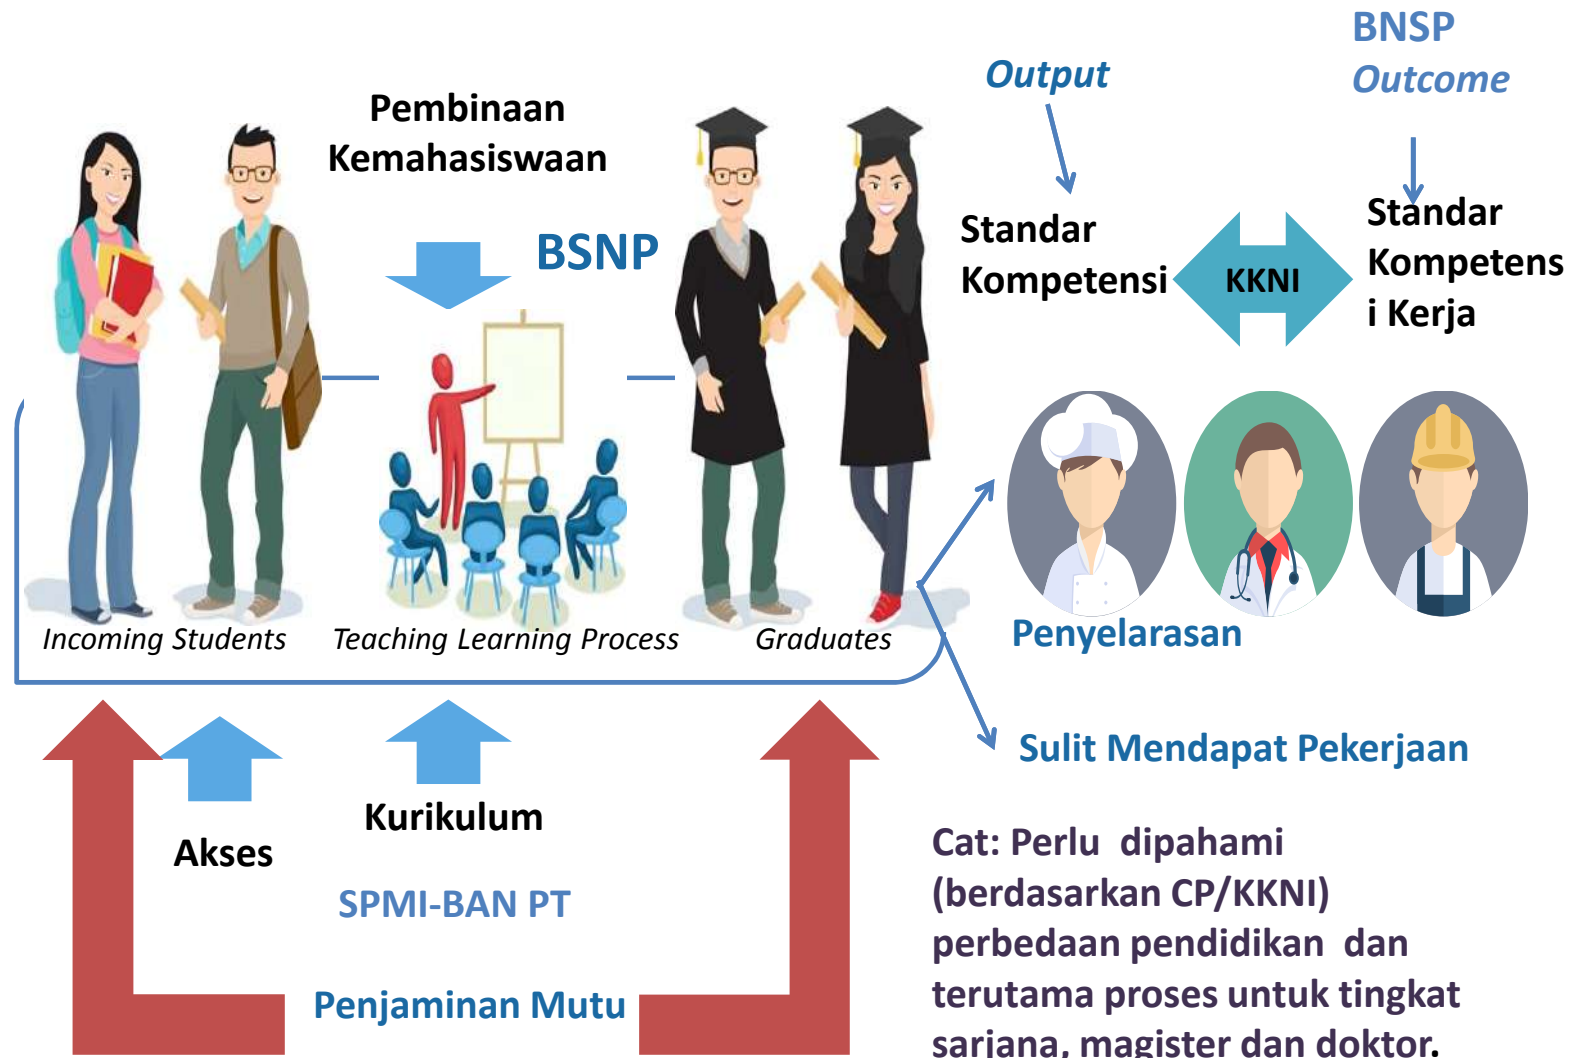 BNSP
Outcome
Output
Pembinaan
Kemahasiswaan
BSNP
Standar
Kompetensi
KKNI
Standar
Kompetens
i Kerja
Incoming Students
Teaching Learning Process
Graduates
Penyelarasan
Sulit Mendapat Pekerjaan
Akses
Kurikulum
SPMI-BAN PT
Penjaminan Mutu
Cat: Perlu dipahami
(berdasarkan CP/KKNI)
perbedaan pendidikan dan
terutama proses untuk tingkat
sarjana, magister dan doktor.